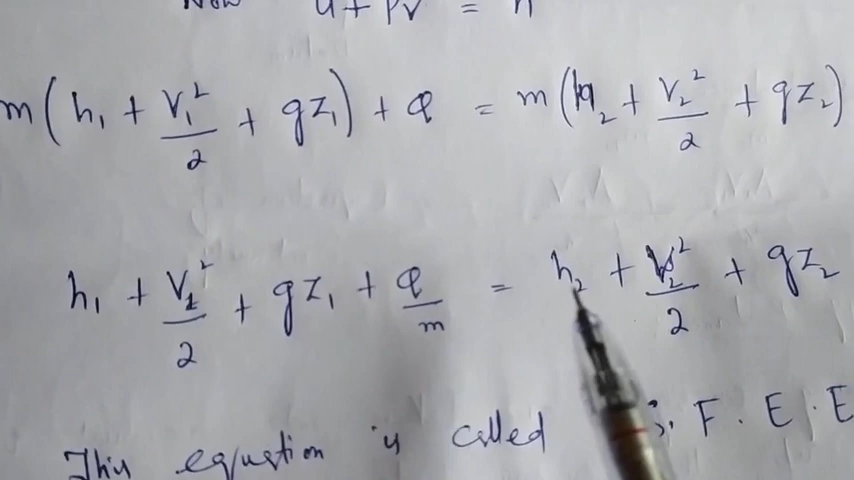 Now u + pv = h
m(h₁ + V₁²/2 + gz₁) + Q = m(h₂ + V₂²/2 + gz₂)
h₁ + V₁²/2 + gz₁ + Q/m = h₂ + V₂²/2 + gz₂
This equation is called S.F.E.E